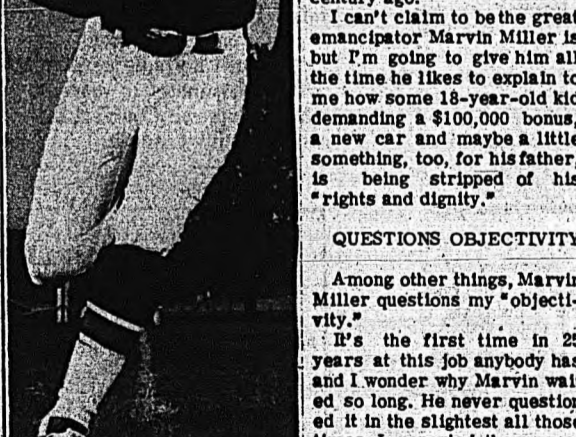 century ago.
I can't claim to be the great
emancipator Marvin Miller is
but I'm going to give him all
the time he likes to explain to
me how some 18-year-old kid
demanding a $100,000 bonus,
a new car and maybe a little
something, too, for his father,
is being stripped of his
"rights and dignity."
QUESTIONS OBJECTIVITY
Among other things, Marvin
Miller questions my "objecti-
vity."
It's the first time in 25
years at this job anybody has
and I wonder why Marvin wait-
ed so long. He never question-
ed it in the slightest all those